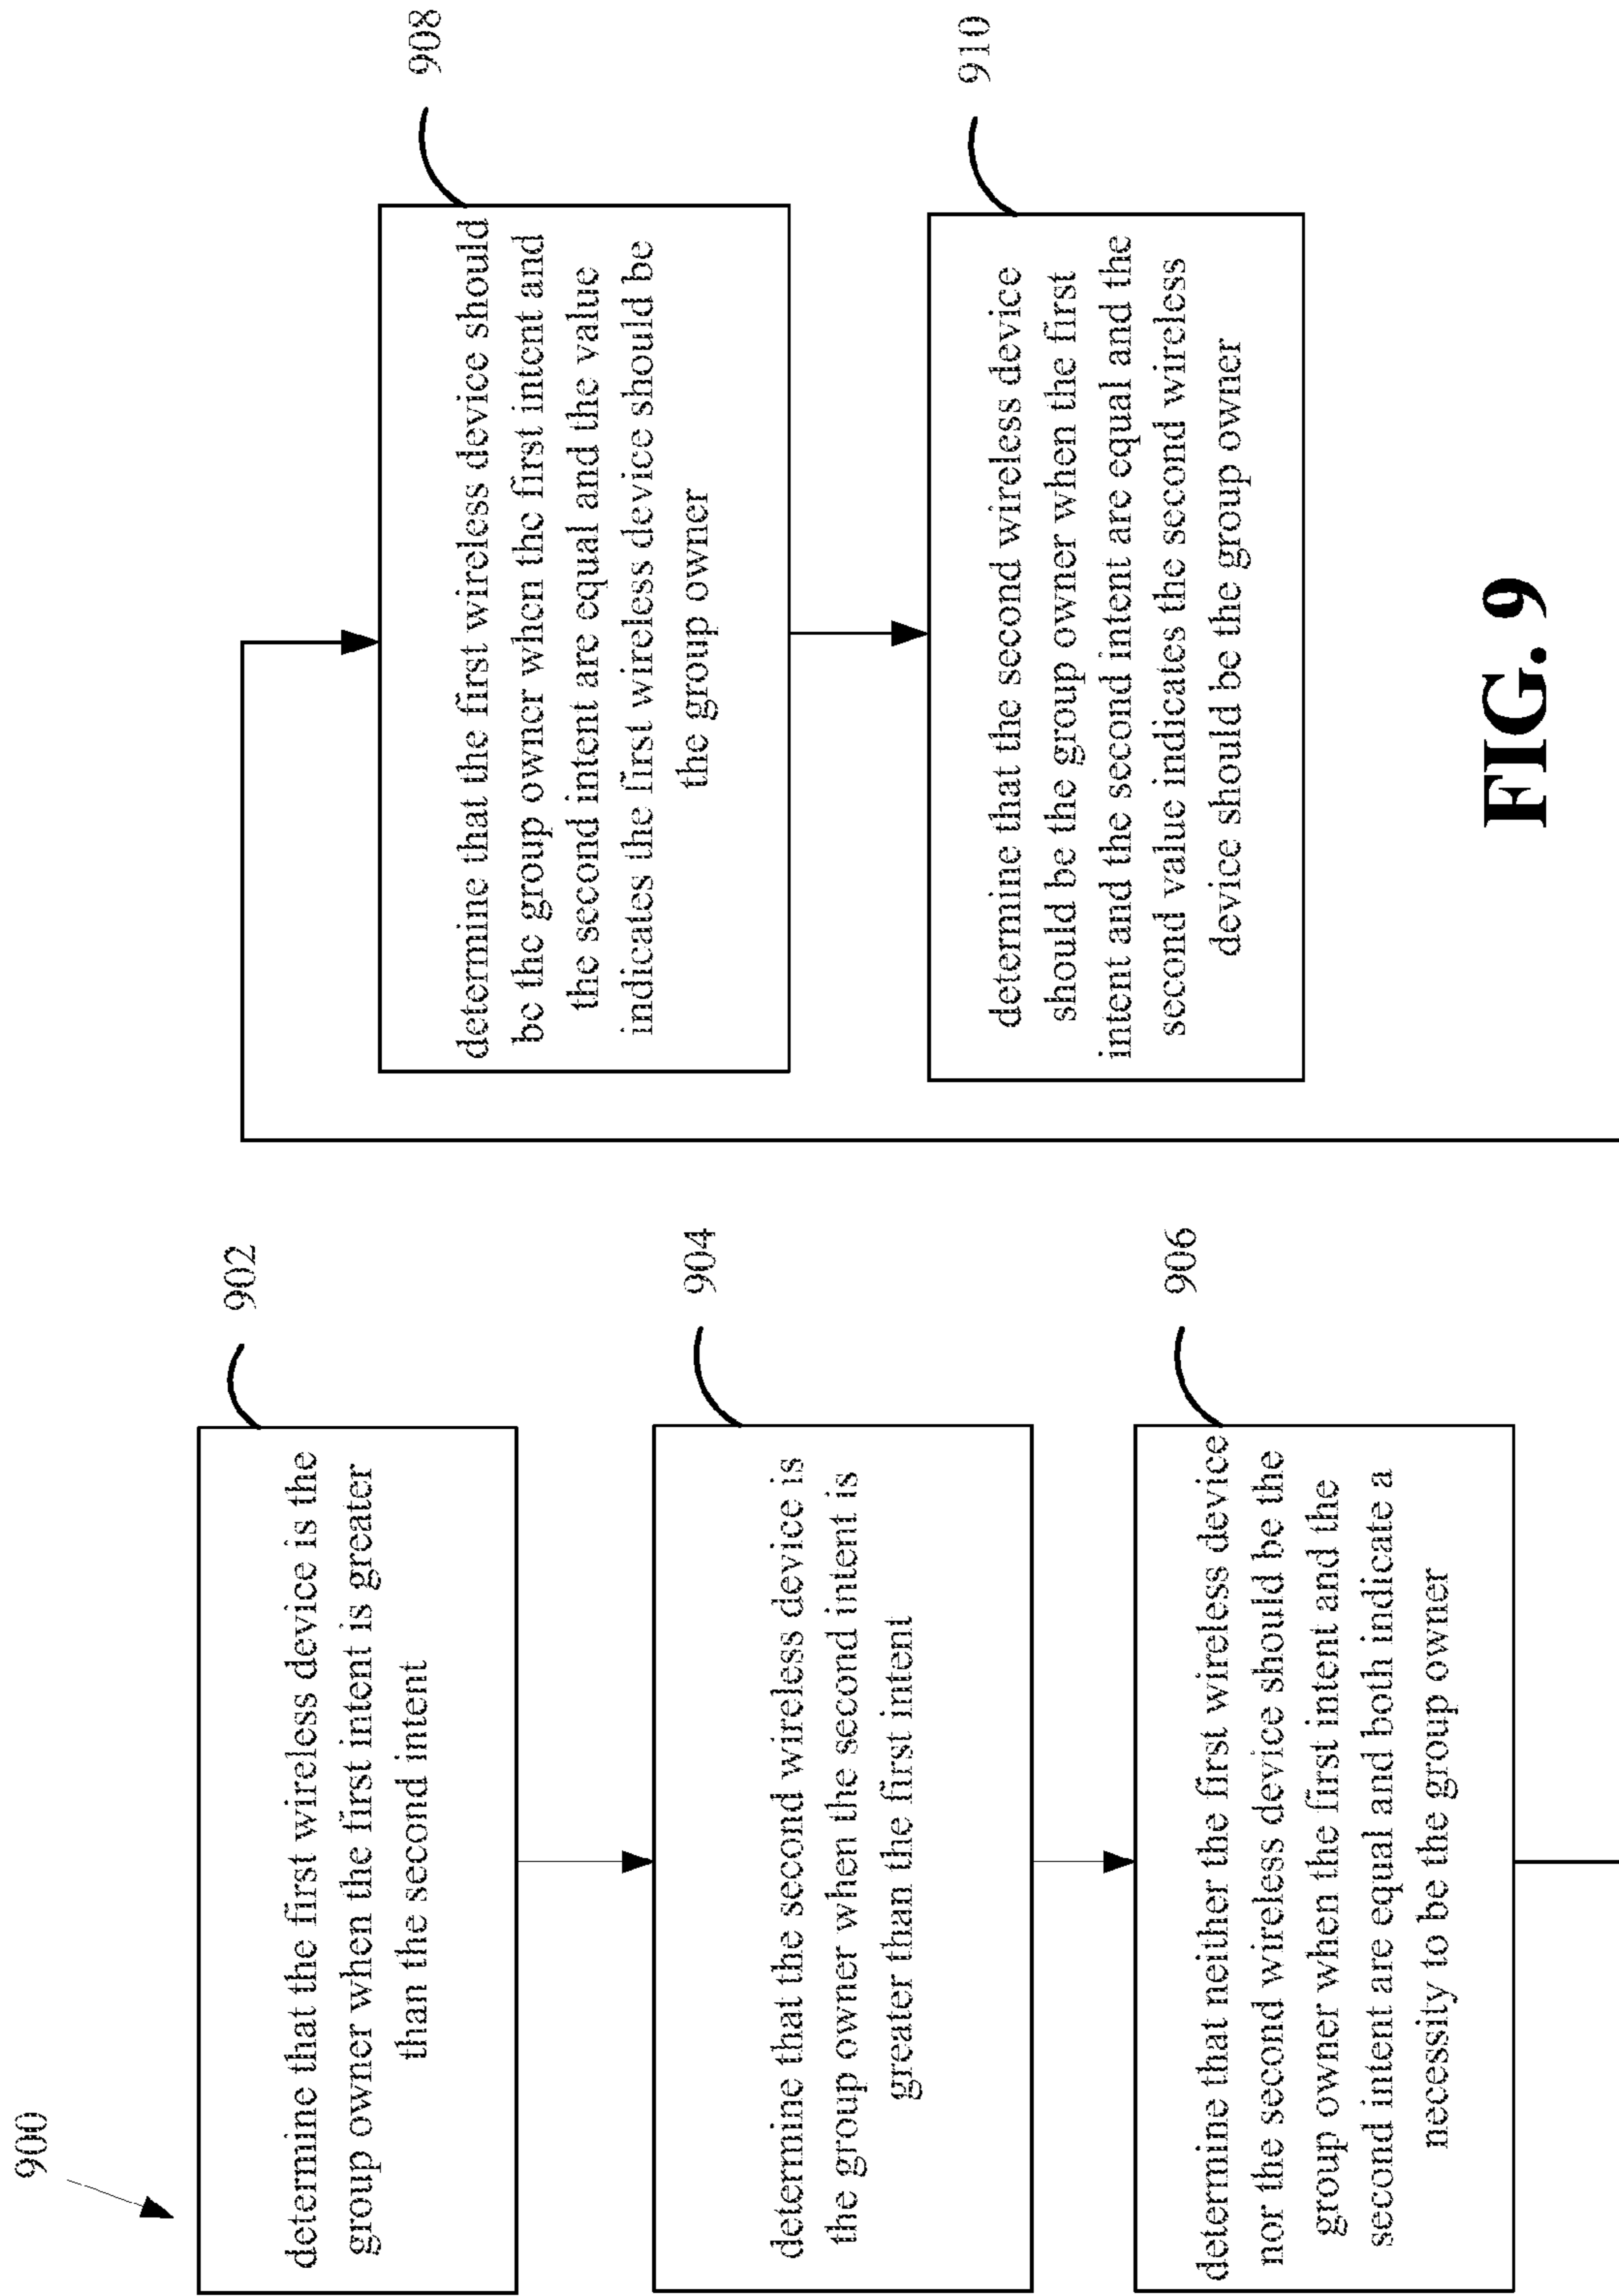 900
902
determine that the first wireless device is the
group owner when the first intent is greater
than the second intent
904
determine that the second wireless device is
the group owner when the second intent is
greater than the first intent
906
determine that neither the first wireless device
nor the second wireless device should be the
group owner when the first intent and the
second intent are equal and both indicate a
necessity to be the group owner
908
determine that the first wireless device should
be the group owner when the first intent and
the second intent are equal and the value
indicates the first wireless device should be
the group owner
910
determine that the second wireless device
should be the group owner when the first
intent and the second intent are equal and the
second value indicates the second wireless
device should be the group owner
FIG. 9